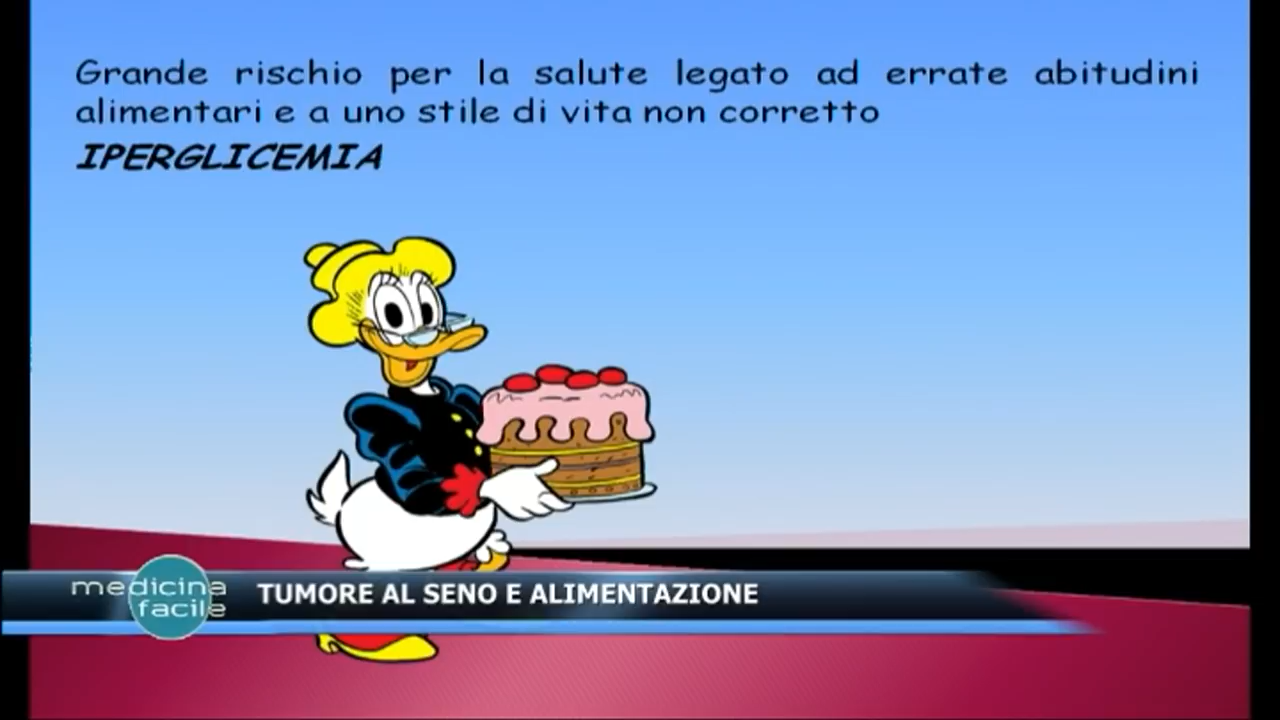 Grande rischio per la salute legato ad errate abitudini
alimentari e a uno stile di vita non corretto
IPERGLICEMIA
medicina
facile
TUMORE AL SENO E ALIMENTAZIONE